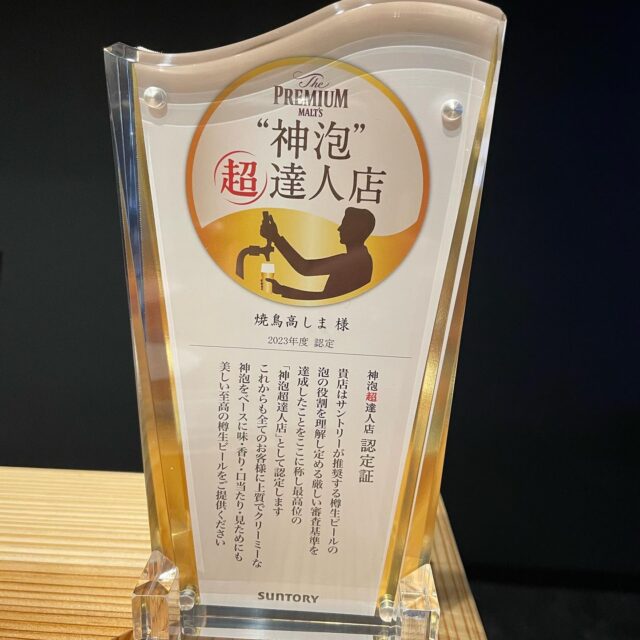 The
PREMIUM
MALT'S
“神泡”
超達人店
焼鳥高しま 様
2023年度 認定
神泡超達人店 認定証
貴店はサントリーが推奨する樽生ビールの
泡の役割を理解し定める厳しい審査基準を
達成したことをここに称し最高位の
「神泡超達人店」として認定します
これからも全てのお客様に上質でクリーミーな
神泡をベースに味・香り・口当たり・見ためにも
美しい至高の樽生ビールをご提供ください
SUNTORY